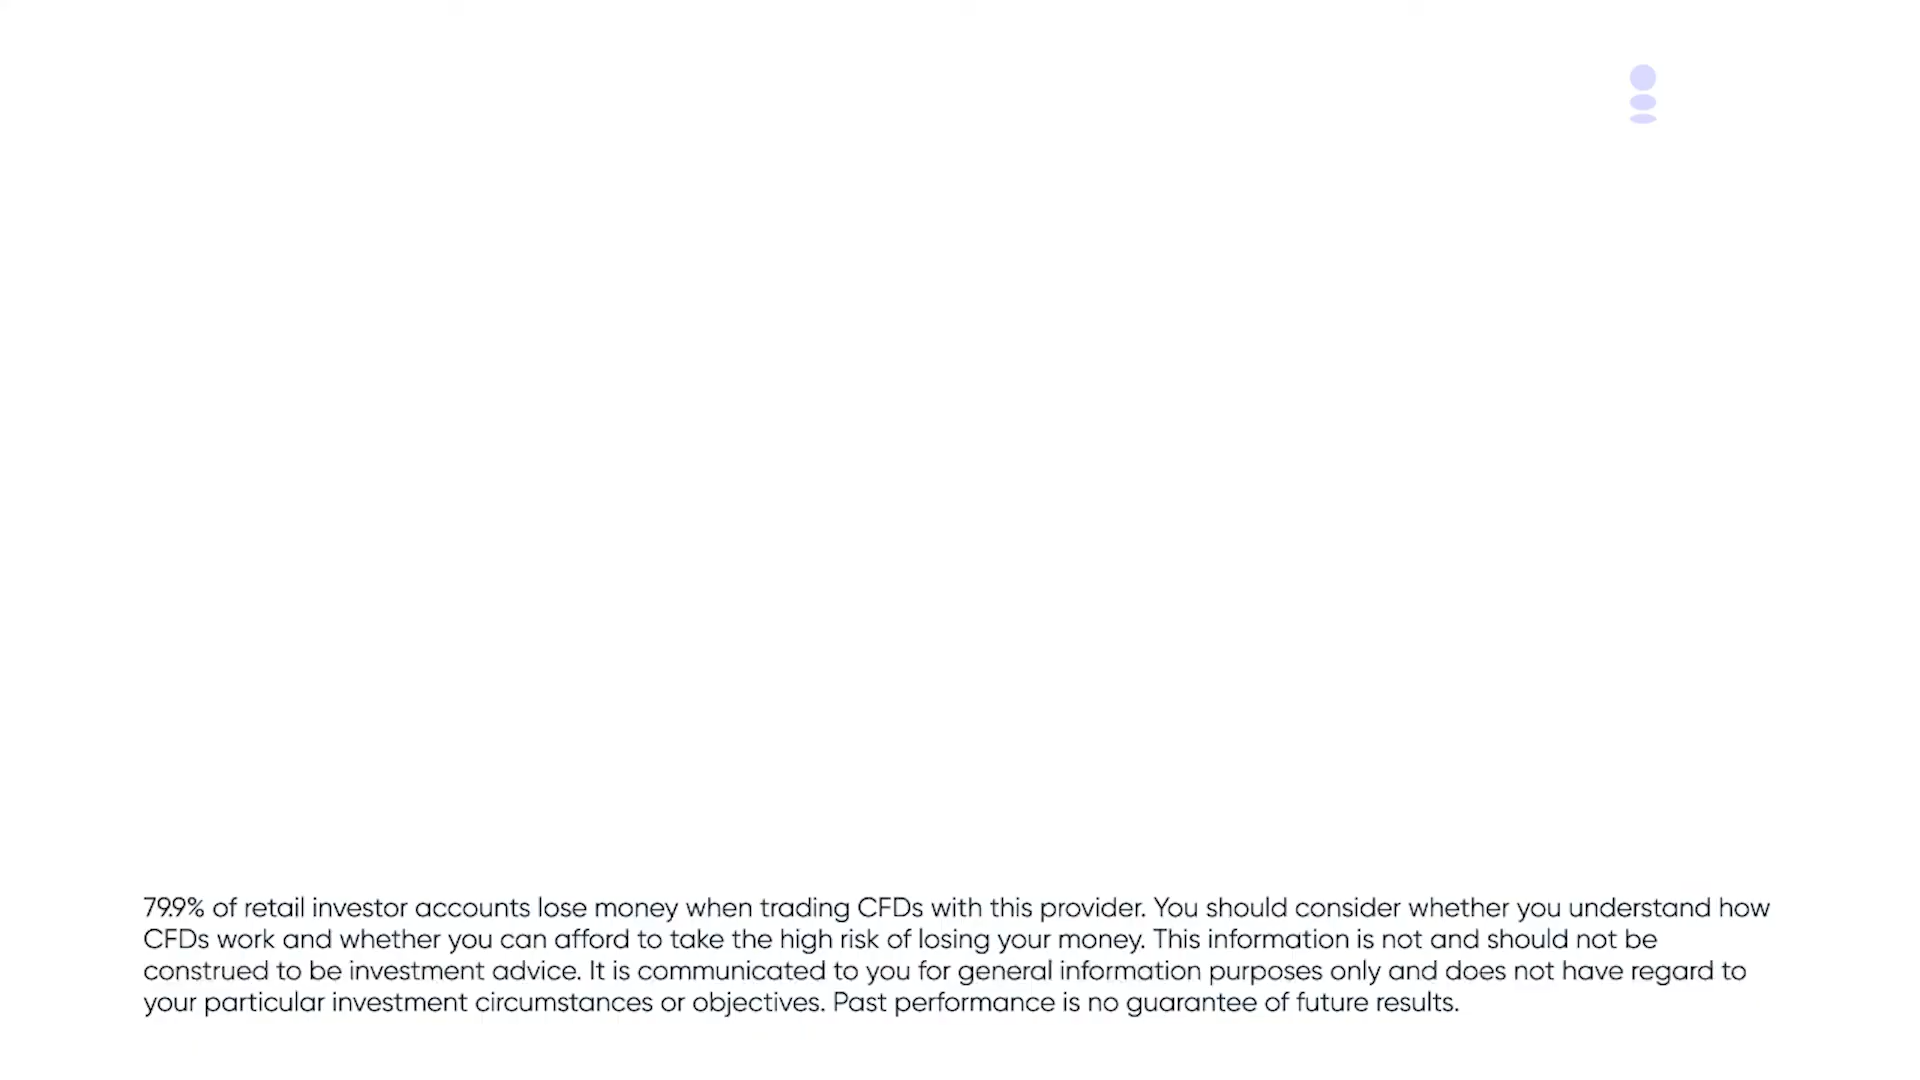 79.9% of retail investor accounts lose money when trading CFDs with this provider. You should consider whether you understand how
CFDs work and whether you can afford to take the high risk of losing your money. This information is not and should not be
construed to be investment advice. It is communicated to you for general information purposes only and does not have regard to
your particular investment circumstances or objectives. Past performance is no guarantee of future results.